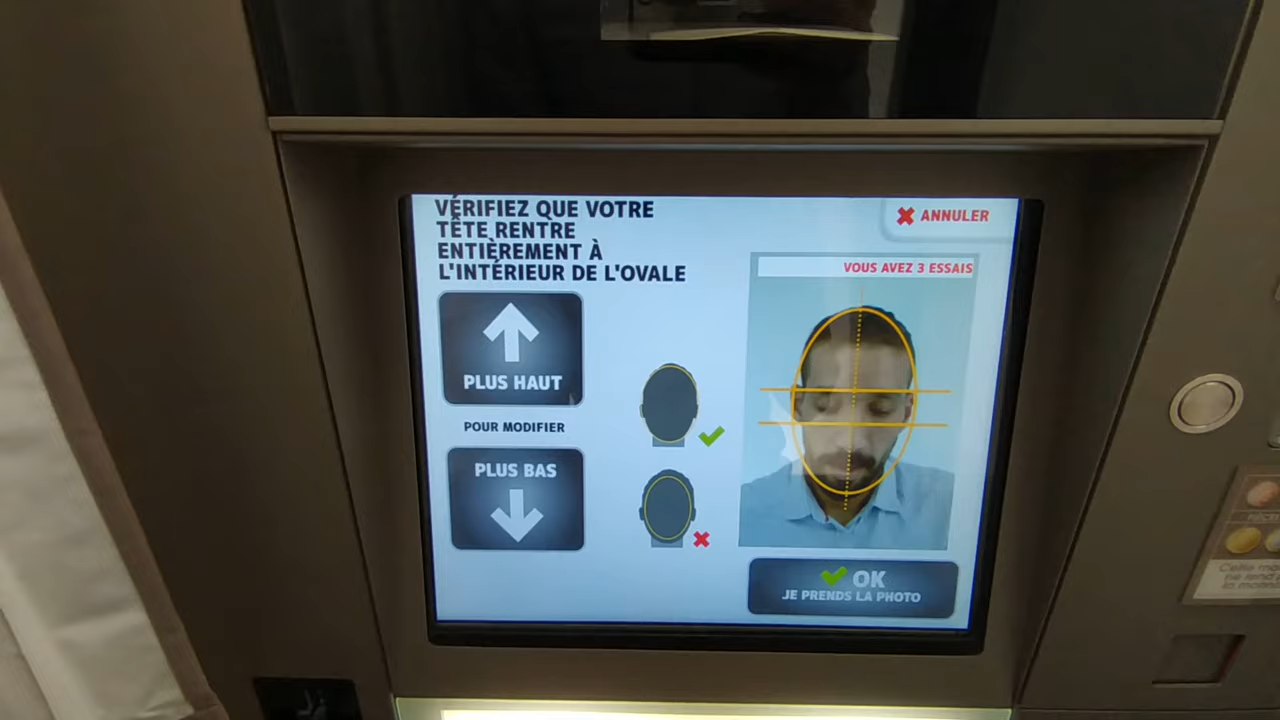 VÉRIFIEZ QUE VOTRE
TÊTE RENTRE
ENTIÈREMENT À
L'INTÉRIEUR DE L'OVALE
ANNULER
VOUS AVEZ 3 ESSAIS
PLUS HAUT
POUR MODIFIER
PLUS BAS
OK
JE PRENDS LA PHOTO